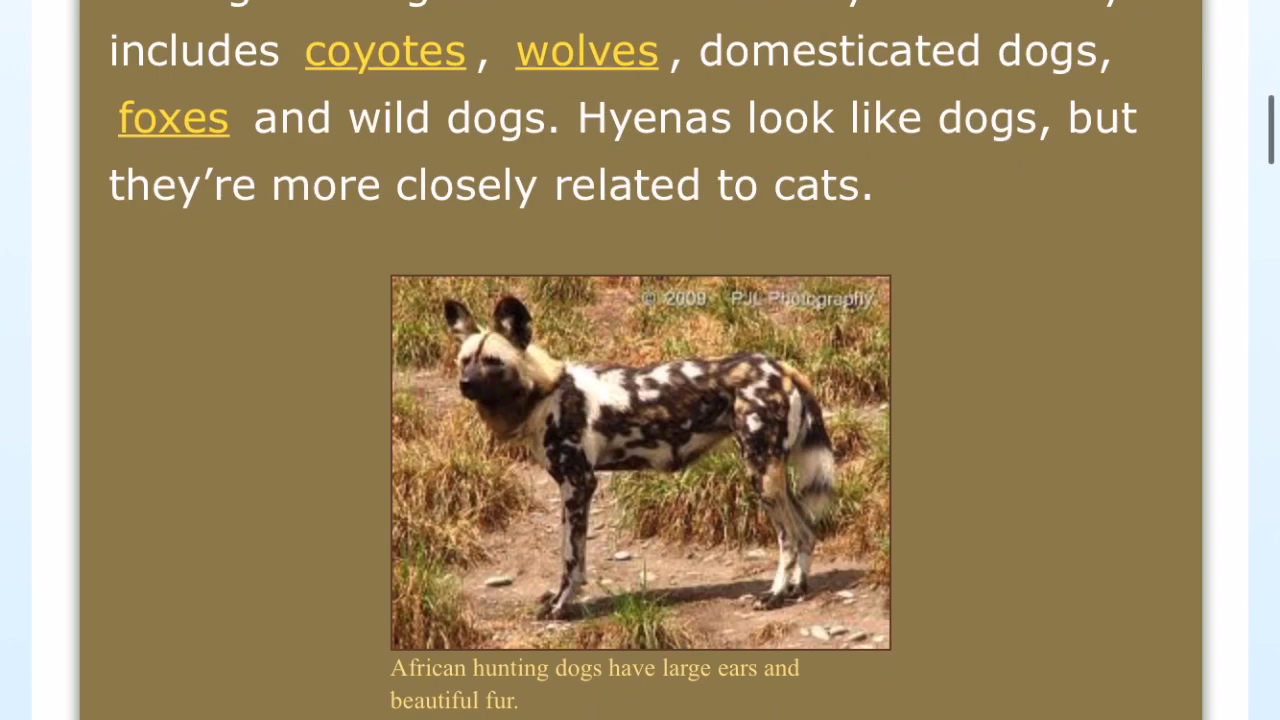 includes coyotes , wolves , domesticated dogs,
foxes and wild dogs. Hyenas look like dogs, but
they’re more closely related to cats.
© 2009 PJL Photography
African hunting dogs have large ears and
beautiful fur.